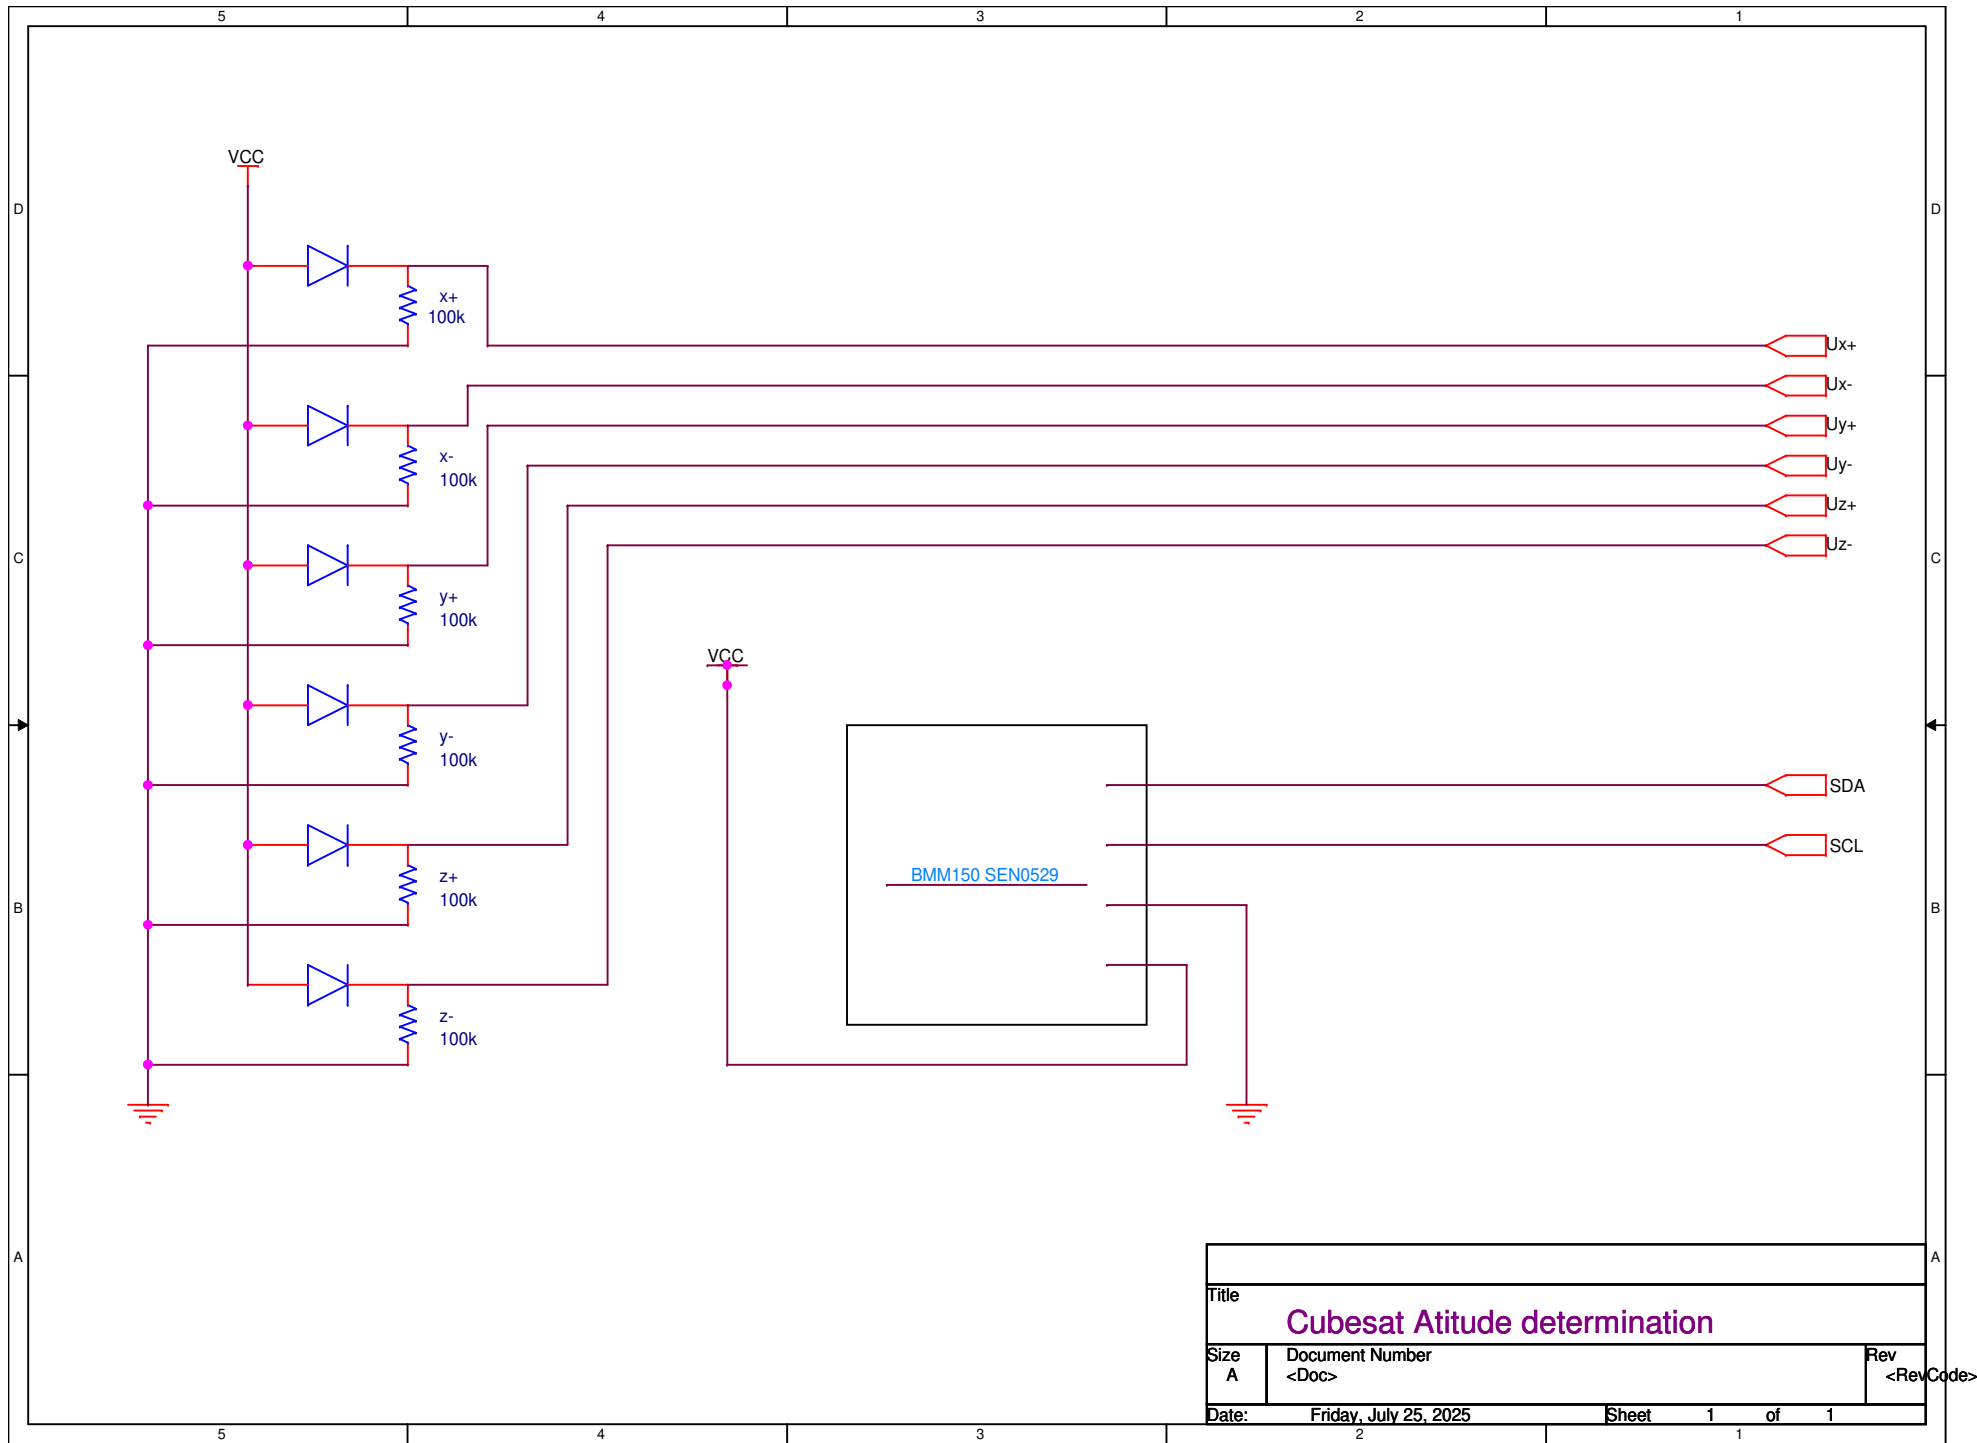 5 4 3 2 1
VCC
D D
x+
100k
Ux+
Ux-
Uy+
x-
100k
Uy-
Uz+
Uz-
C C
y+
100k
VCC
y-
100k
SDA
SCL
z+
100k
BMM150 SEN0529
B B
z-
100k
A A
Title
Cubesat Atitude determination
Size
A
Document Number
<Doc>
Rev
<RevCode>
Date: Friday, July 25, 2025 Sheet 1 of 1
5 4 3 2 1